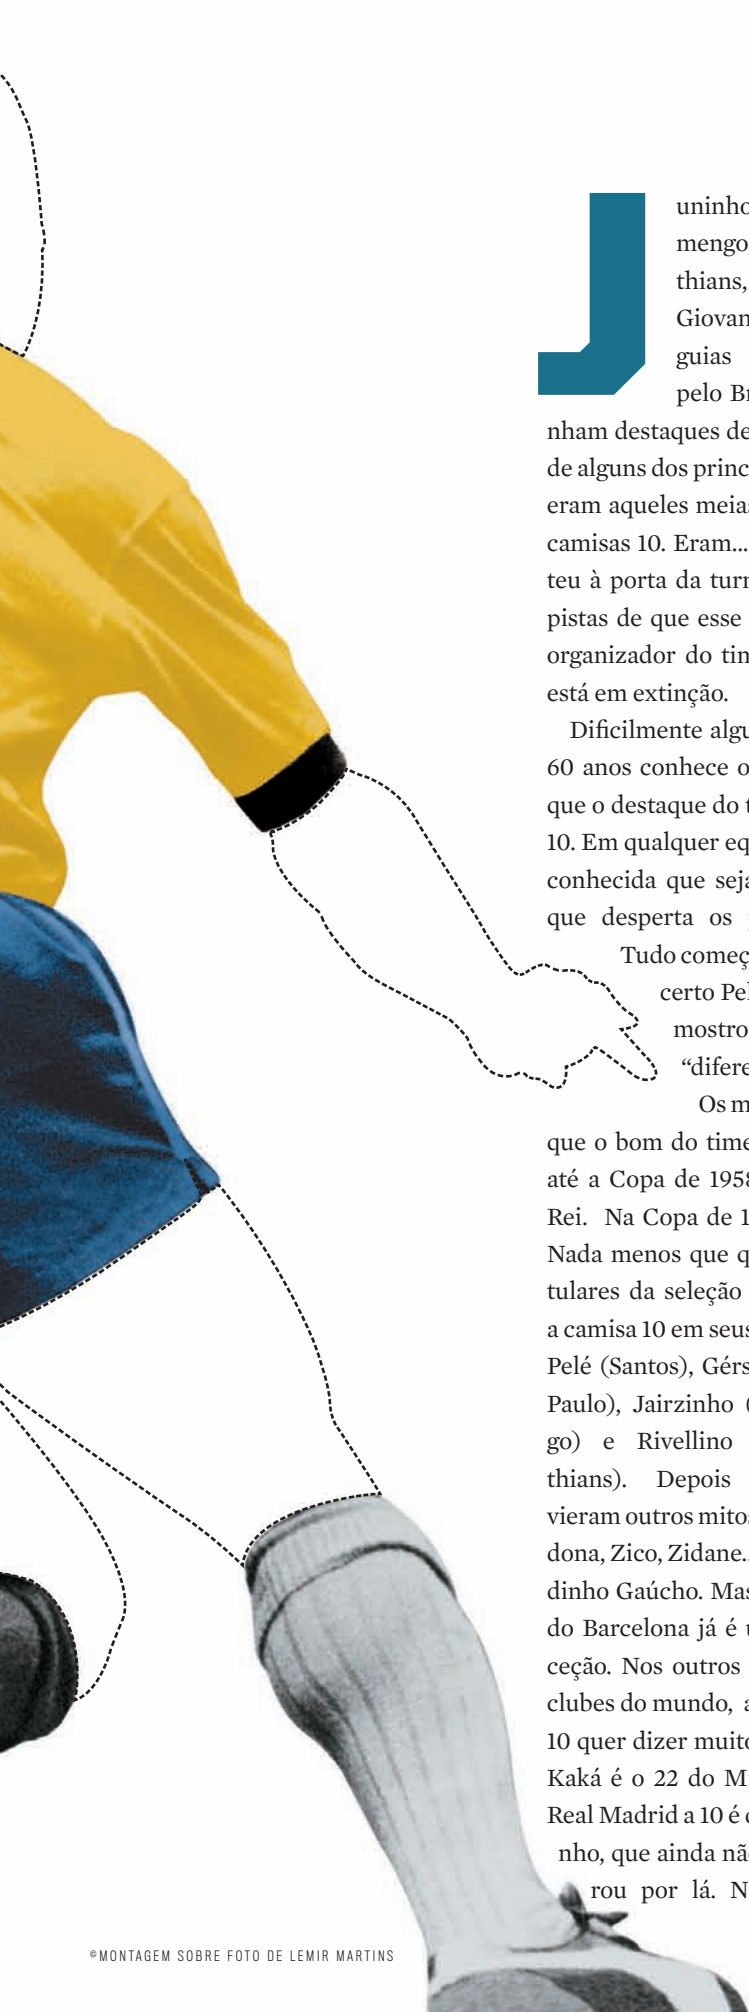 Juninho
mengo,
thians,
Giovan
guias
pelo Br
nham destaques de
de alguns dos princ
eram aqueles meias
camisas 10. Eram...
teu à porta da turn
pistas de que esse
organizador do tim
está em extinção.
Dificilmente algu
60 anos conhece o
que o destaque do t
10. Em qualquer eq
conhecida que seja
que desperta os
Tudo começ
certo Pel
mostro
“difere
Os m
que o bom do time
até a Copa de 1958
Rei. Na Copa de 1
Nada menos que q
tulares da seleção
a camisa 10 em seus
Pelé (Santos), Gérs
Paulo), Jairzinho (
go) e Rivellino
thians). Depois
vieram outros mitos
dona, Zico, Zidane..
dinho Gaúcho. Mas
do Barcelona já é u
ceção. Nos outros
clubes do mundo, a
10 quer dizer muito
Kaká é o 22 do Mi
Real Madrid a 10 é d
nho, que ainda não
rou por lá. N
©MONTAGEM SOBRE FOTO DE LEMIR MARTINS